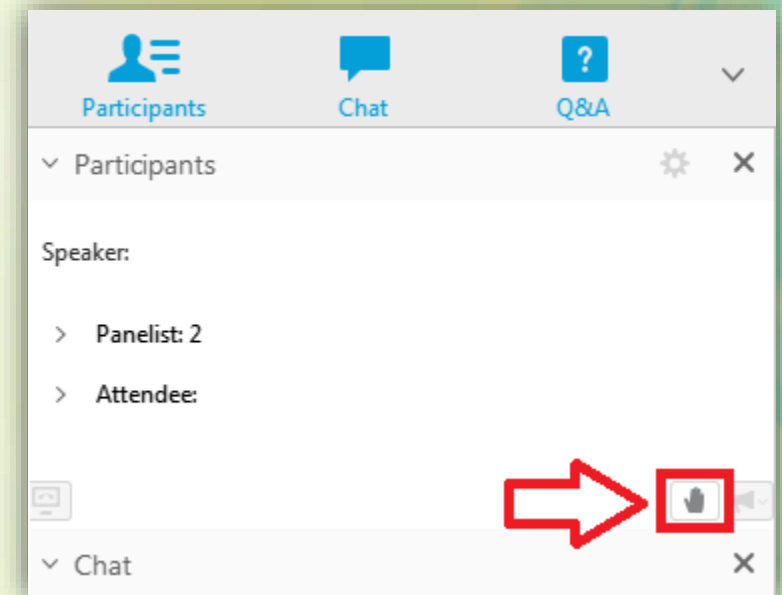 Participants Chat Q&A
Participants
Speaker:
Panelist: 2
Attendee:
Chat